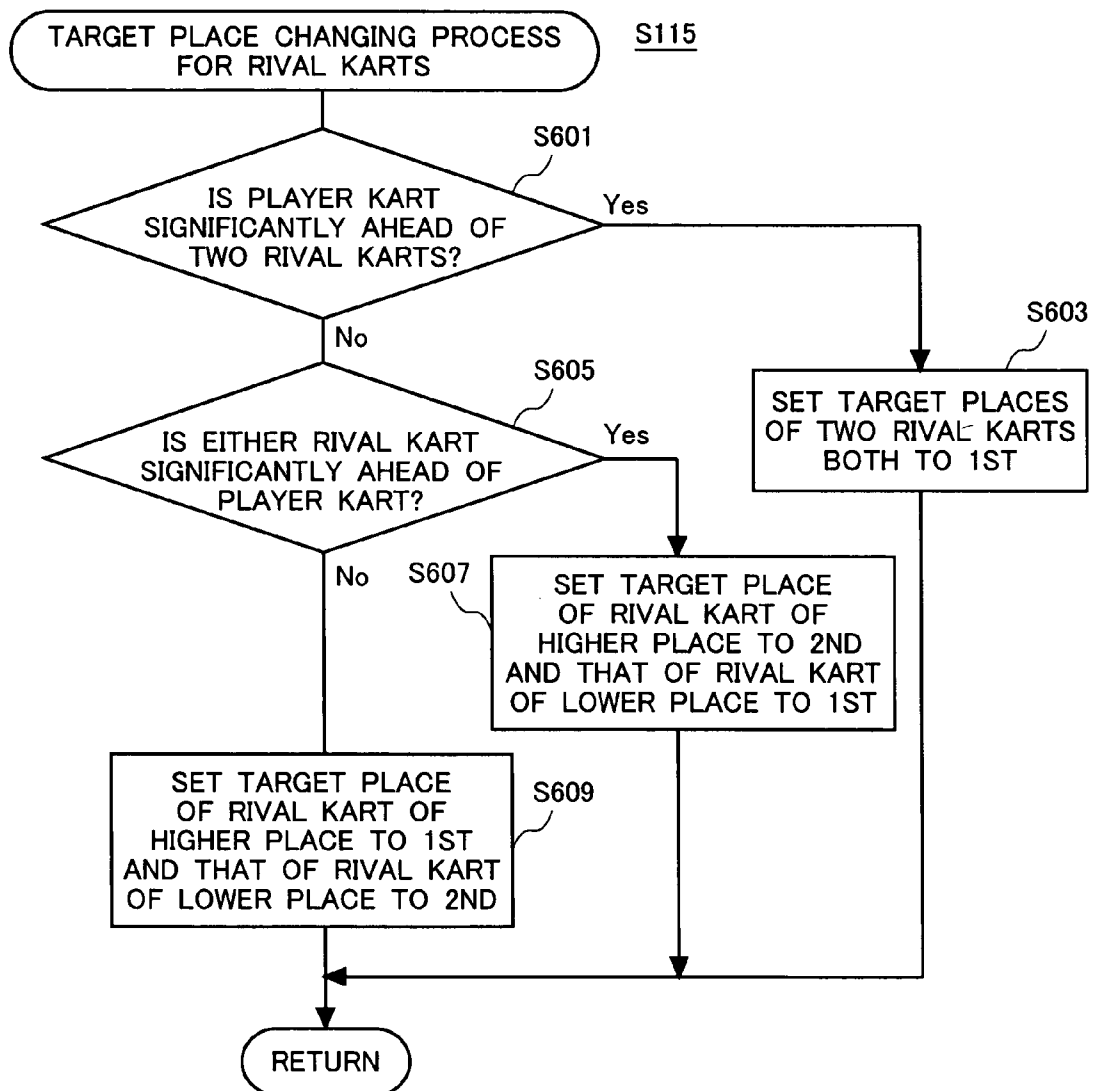 TARGET PLACE CHANGING PROCESS
FOR RIVAL KARTS
S115
S601
IS PLAYER KART
SIGNIFICANTLY AHEAD OF
TWO RIVAL KARTS?
Yes
No
S603
SET TARGET PLACES
OF TWO RIVAL KARTS
BOTH TO 1ST
S605
IS EITHER RIVAL KART
SIGNIFICANTLY AHEAD OF
PLAYER KART?
Yes
No
S607
SET TARGET PLACE
OF RIVAL KART OF
HIGHER PLACE TO 2ND
AND THAT OF RIVAL KART
OF LOWER PLACE TO 1ST
SET TARGET PLACE
OF RIVAL KART OF
HIGHER PLACE TO 1ST
AND THAT OF RIVAL KART
OF LOWER PLACE TO 2ND
S609
RETURN